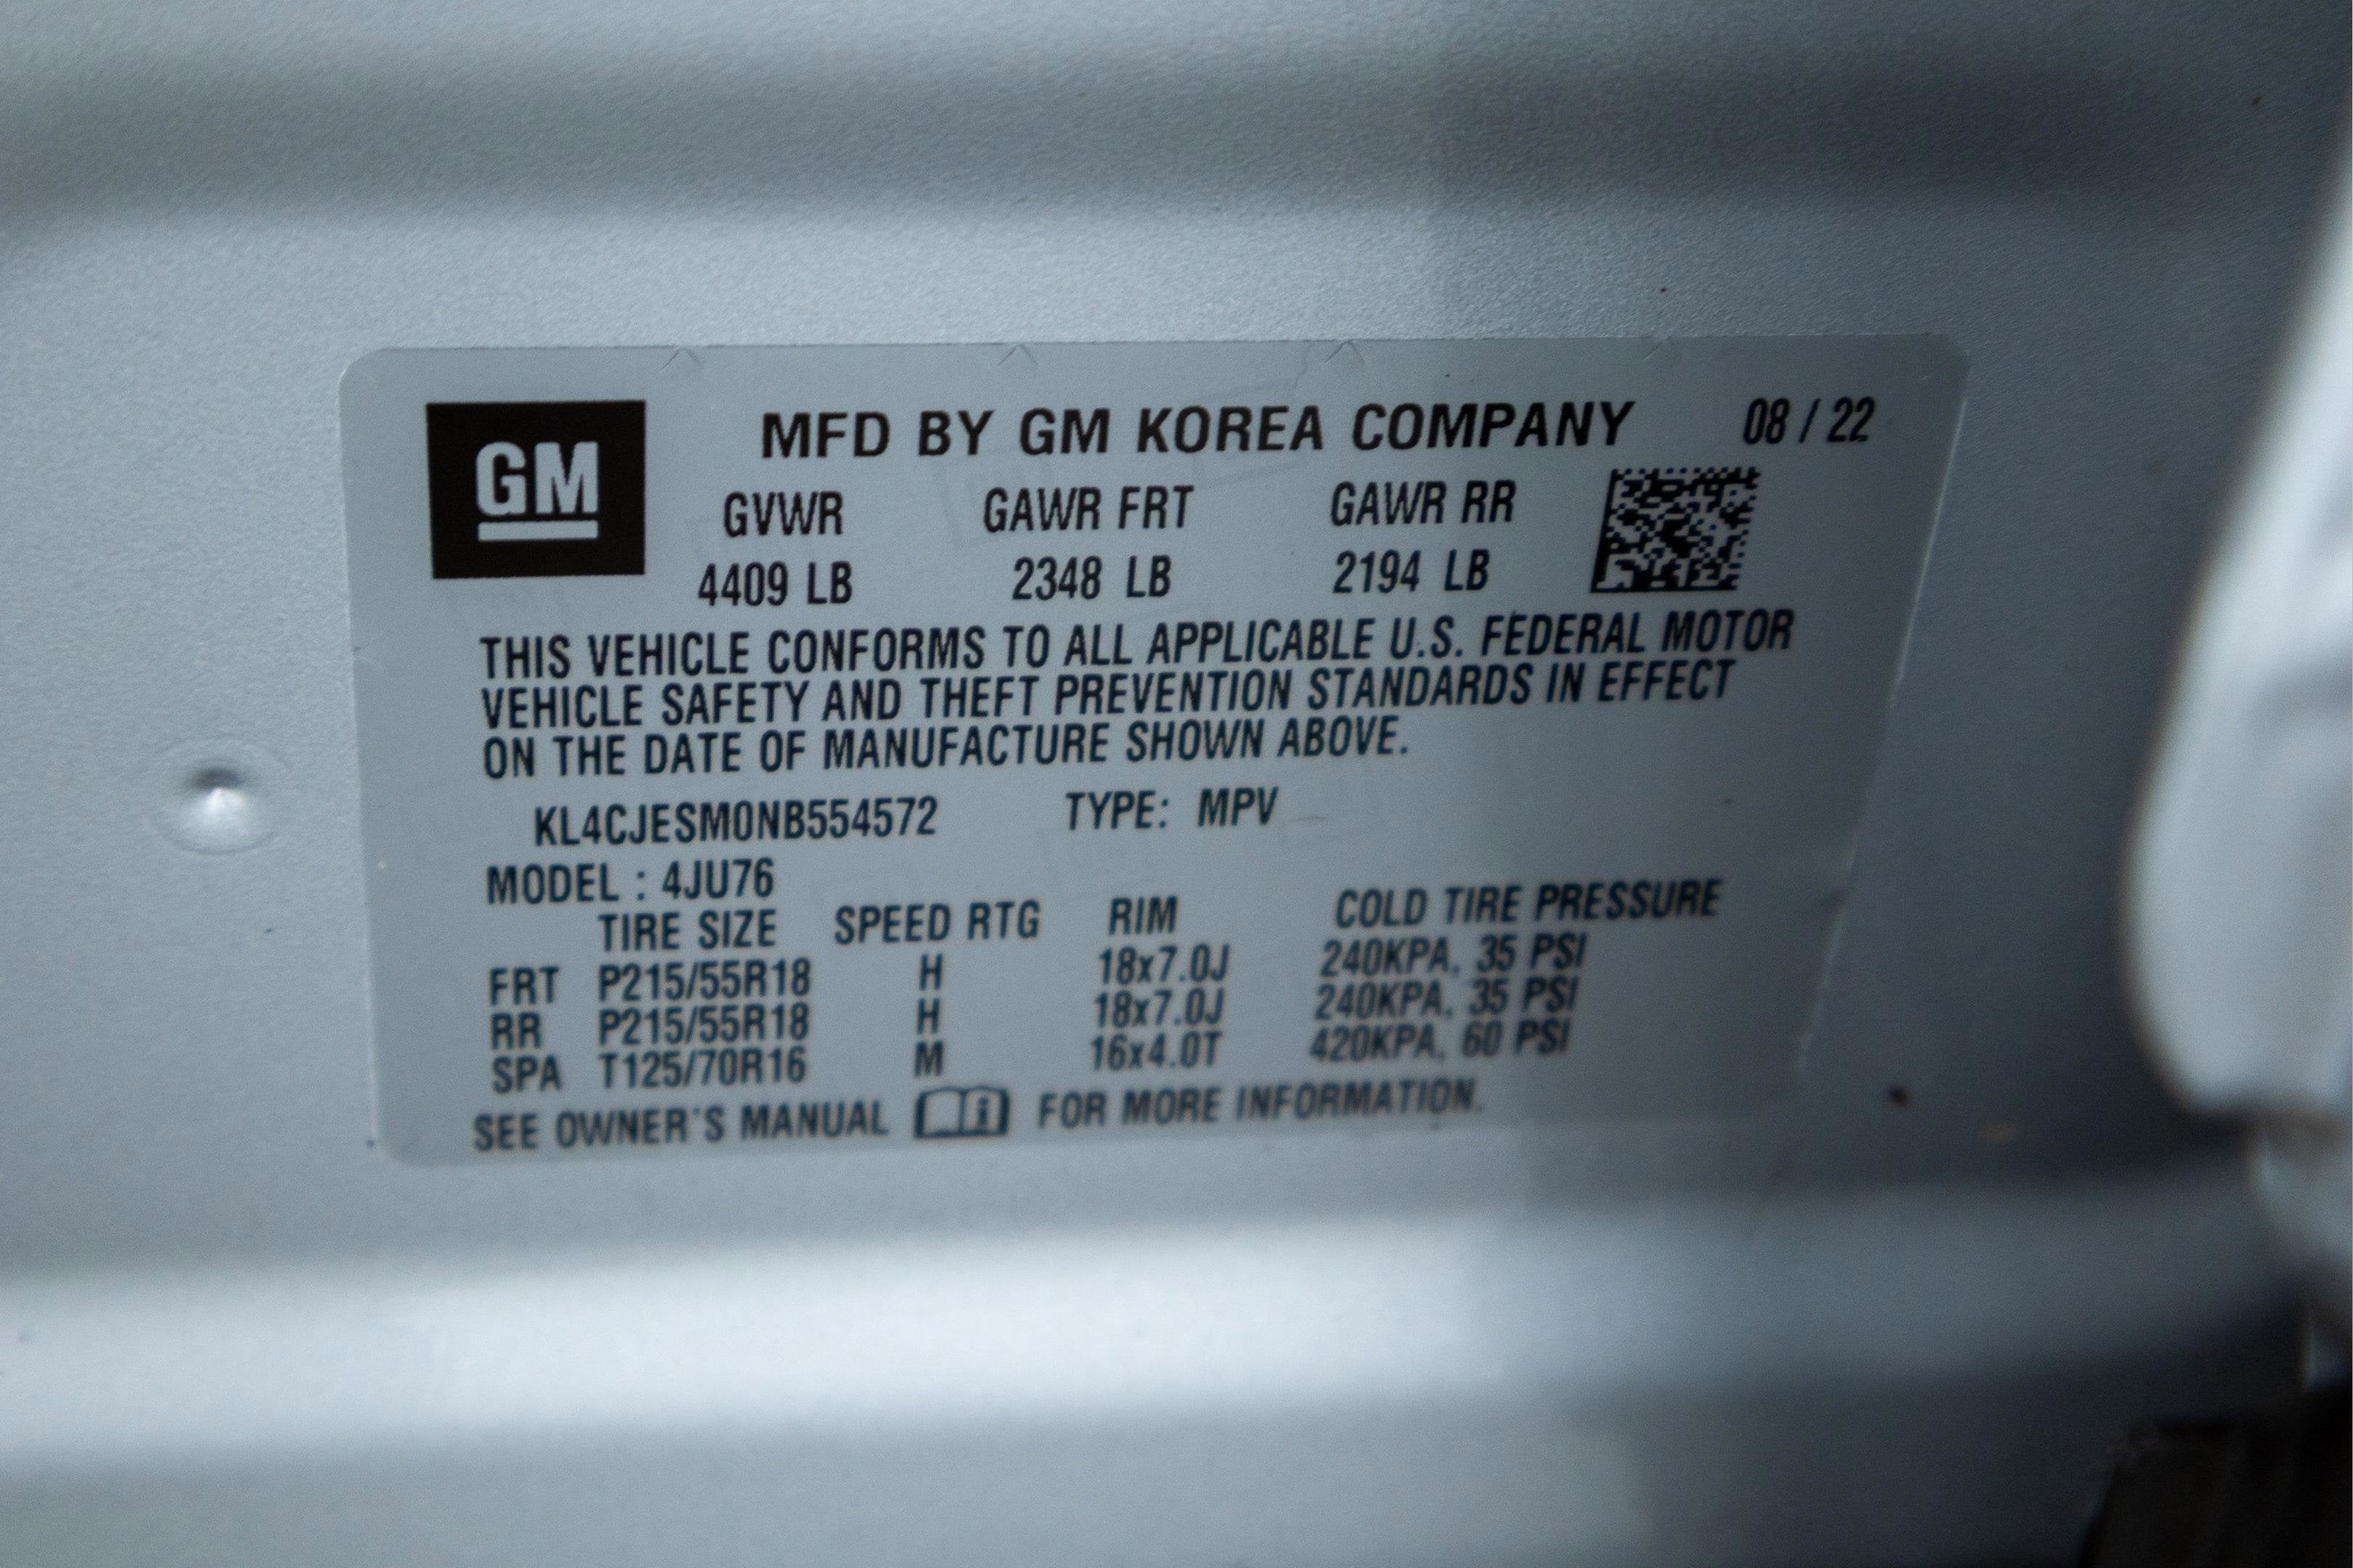 GM
MFD BY GM KOREA COMPANY 08 / 22
GVWR GAWR FRT GAWR RR
4409 LB 2348 LB 2194 LB
THIS VEHICLE CONFORMS TO ALL APPLICABLE U.S. FEDERAL MOTOR
VEHICLE SAFETY AND THEFT PREVENTION STANDARDS IN EFFECT
ON THE DATE OF MANUFACTURE SHOWN ABOVE.
KL4CJESM0NB554572 TYPE: MPV
MODEL : 4JU76
TIRE SIZE SPEED RTG RIM COLD TIRE PRESSURE
FRT P215/55R18 H 18x7.0J 240KPA, 35 PSI
RR P215/55R18 H 18x7.0J 240KPA, 35 PSI
SPA T125/70R16 M 16x4.0T 420KPA, 60 PSI
SEE OWNER'S MANUAL i FOR MORE INFORMATION.